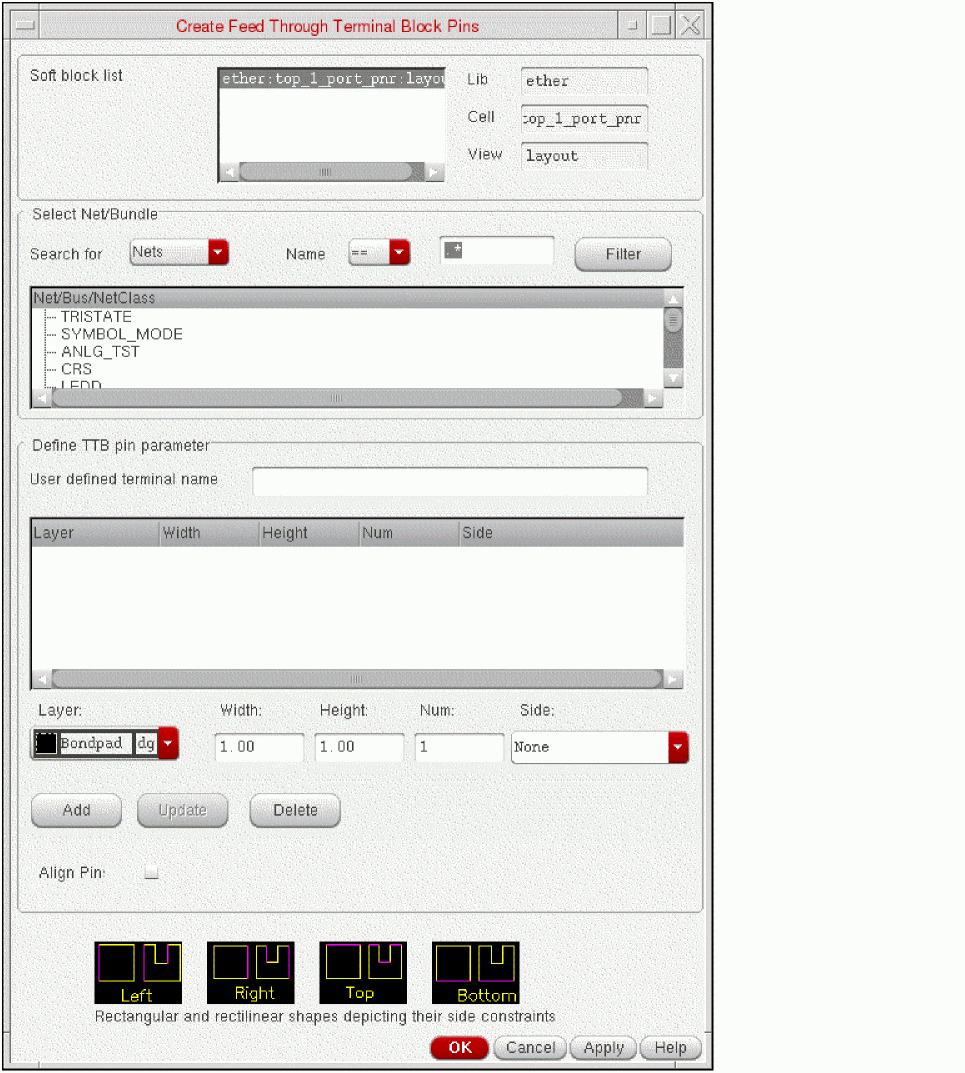 Create Feed Through Terminal Block Pins
Soft block list
ether:top_1_port_pnr:layou
Lib
ether
Cell
top_1_port_pnr
View
layout
Select Net/Bundle
Search for
Nets
Name
==
.*
Filter
Net/Bus/NetClass
TRISTATE
SYMBOL_MODE
ANLG_TST
CRS
LEDD
Define TTB pin parameter
User defined terminal name
Layer Width Height Num Side
Layer: Width: Height: Num: Side:
Bondpad dg 1.00 1.00 1 None
Add Update Delete
Align Pin:
Left Right Top Bottom
Rectangular and rectilinear shapes depicting their side constraints
OK Cancel Apply Help